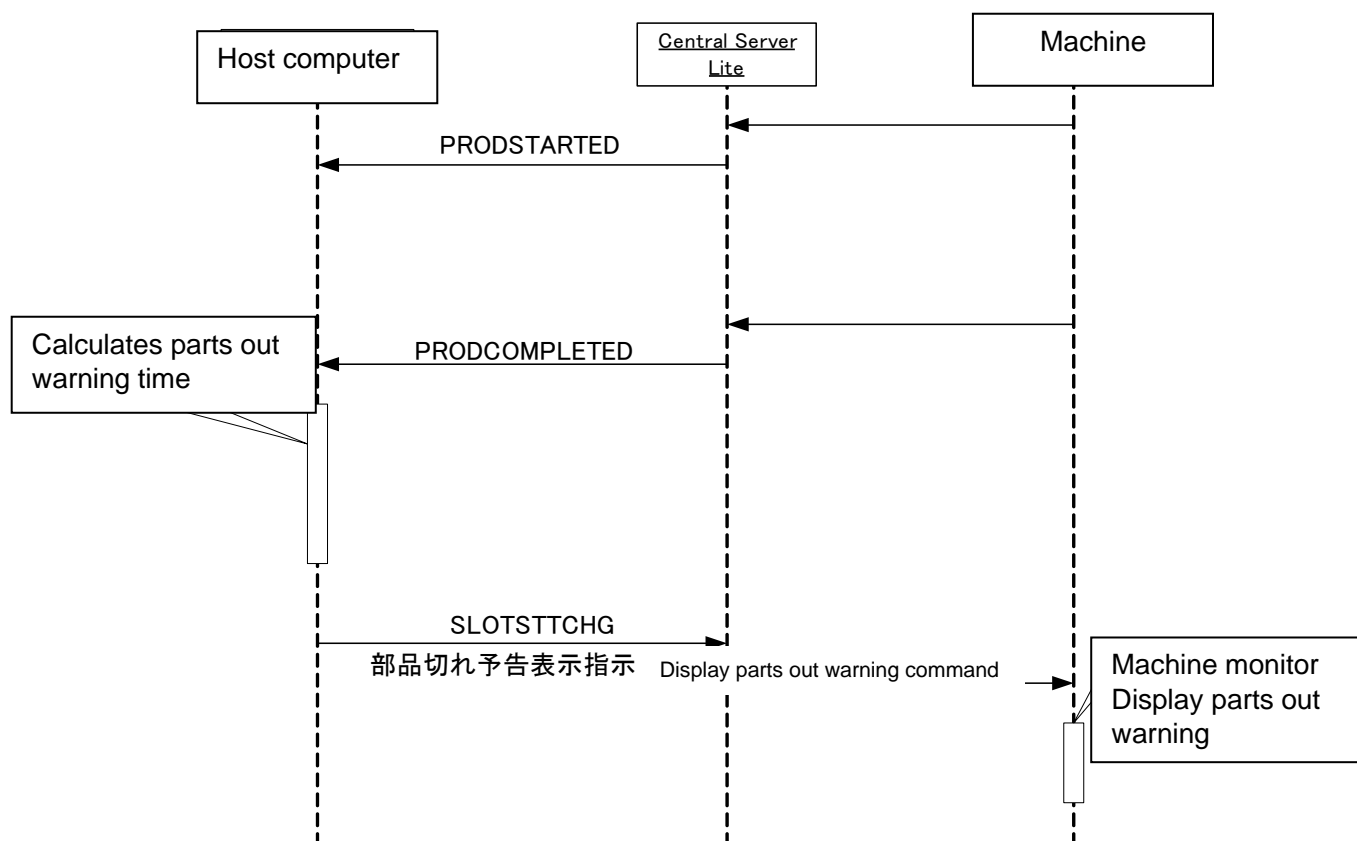 Host computer
Central Server
Lite
Machine
PRODSTARTED
Calculates parts out
warning time
PRODCOMPLETED
SLOTSTTCHG
部品切れ予告表示指示
Display parts out warning command
Machine monitor
Display parts out
warning